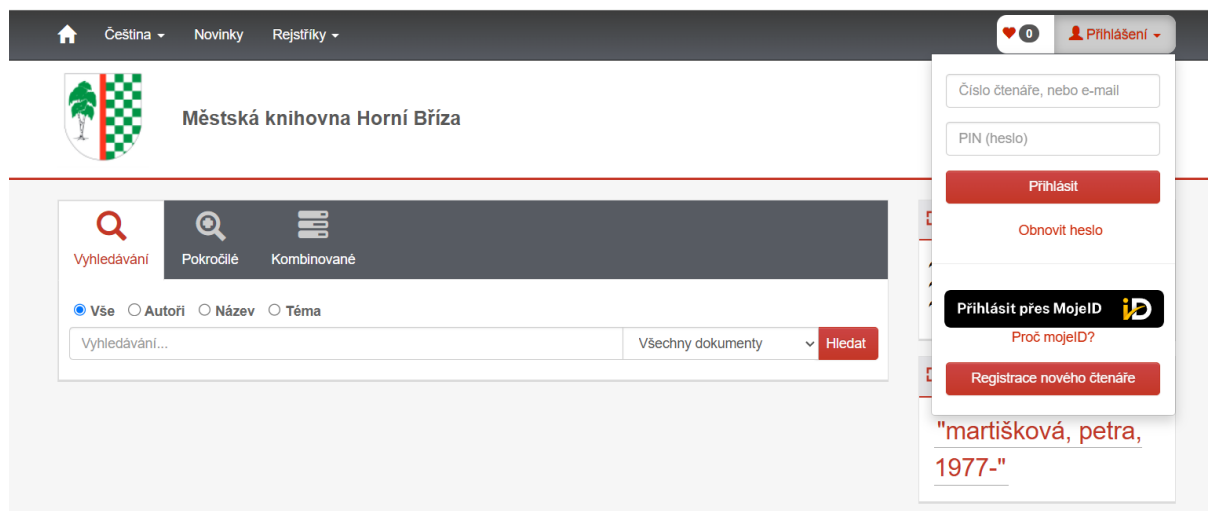 Čeština
Novinky
Rejstříky
0
Přihlášení
Městská knihovna Horní Bříza
Číslo čtenáře, nebo e-mail
PIN (heslo)
Přihlásit
Obnovit heslo
Přihlásit přes MojeID
iD
Proč mojeID?
Registrace nového čtenáře
Vyhledávání
Pokročilé
Kombinované
Vše Autoři Název Téma
Vyhledávání...
Všechny dokumenty
Hledat
"martišková, petra,
1977-"